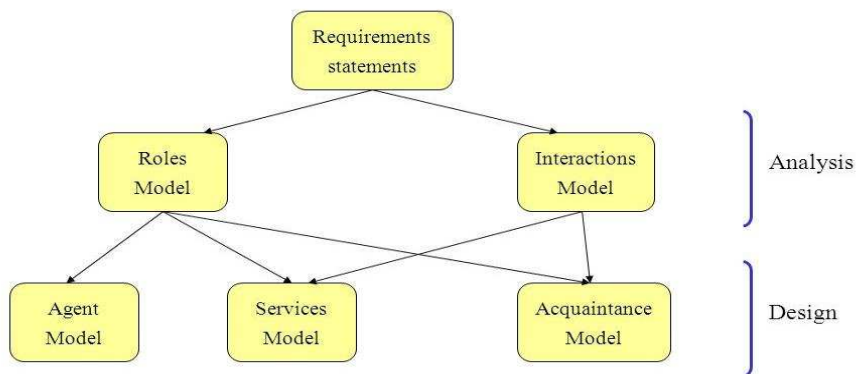 Requirements
statements
Roles
Model
Interactions
Model
Analysis
Agent
Model
Services
Model
Acquaintance
Model
Design